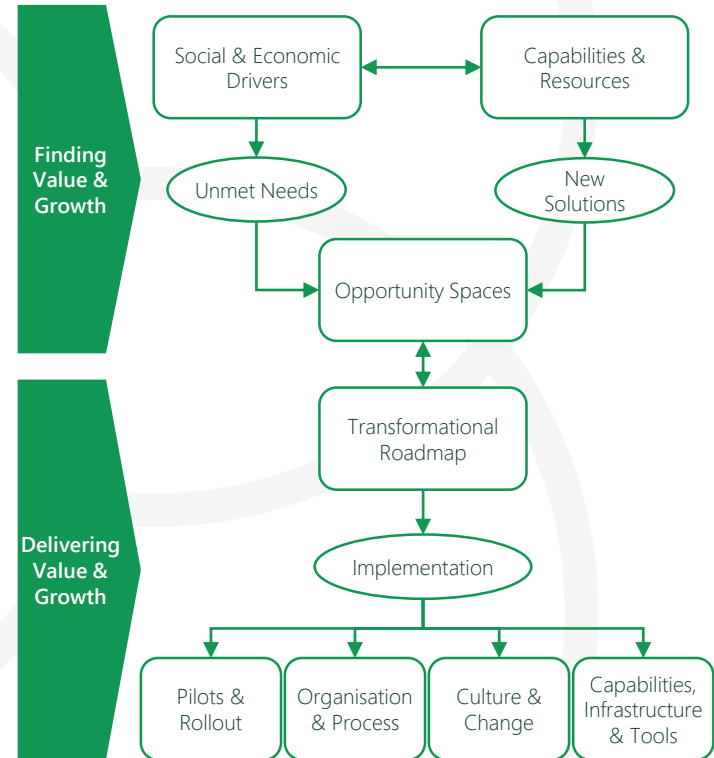 Social & Economic
Drivers
Capabilities &
Resources
Finding
Value &
Growth
Unmet Needs
New
Solutions
Opportunity Spaces
Transformational
Roadmap
Delivering
Value &
Growth
Implementation
Pilots &
Rollout
Organisation
& Process
Culture &
Change
Capabilities,
Infrastructure
& Tools